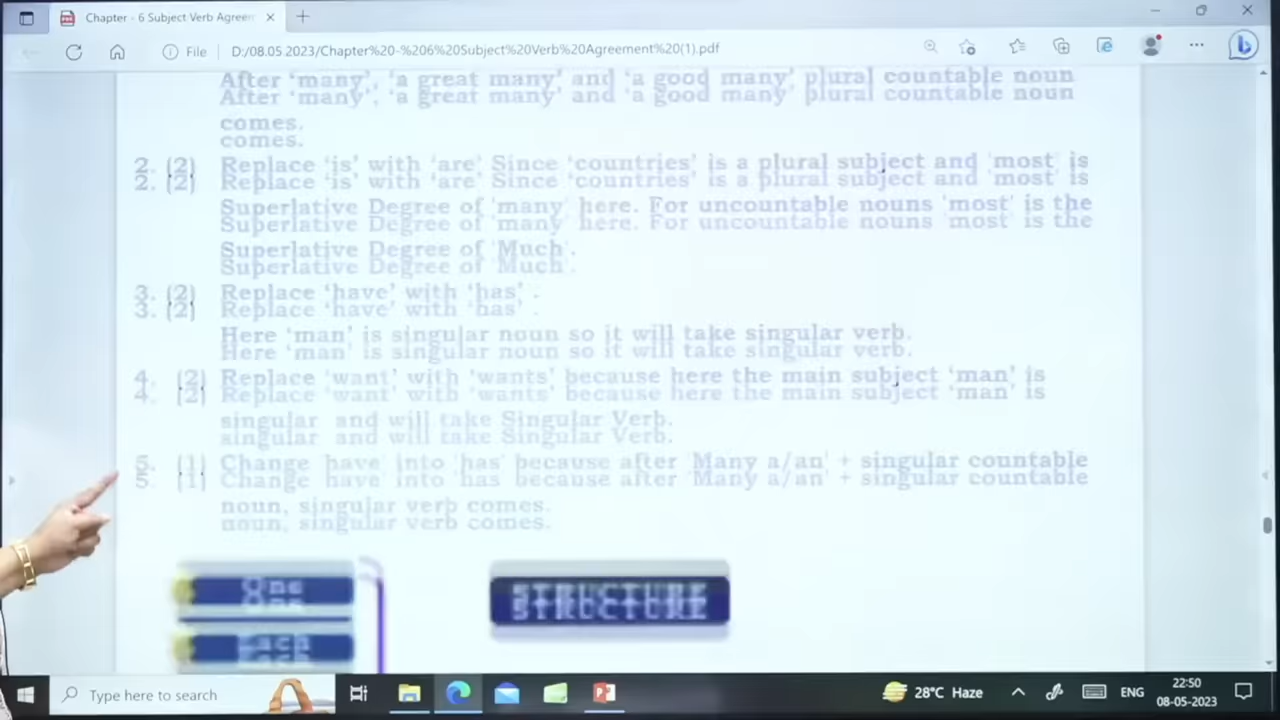 Chapter - 6 Subject Verb Agreen
File
D:/08.05 2023/Chapter%20-%206%20Subject%20Verb%20Agreement%20(1).pdf
After 'many', 'a great many' and 'a good many' plural countable noun
comes.
2. (2) Replace 'is' with 'are' Since 'countries' is a plural subject and 'most' is
Superlative Degree of 'many' here. For uncountable nouns 'most' is the
Superlative Degree of 'Much'.
3. (2) Replace 'have' with 'has' .
Here 'man' is singular noun so it will take singular verb.
4. (2) Replace 'want' with 'wants' because here the main subject 'man' is
singular and will take Singular Verb.
5. (1) Change 'have' into 'has' because after 'Many a/an' + singular countable
noun, singular verb comes.
One
STRUCTURE
Each
Type here to search
28°C Haze
ENG
22:50
08-05-2023